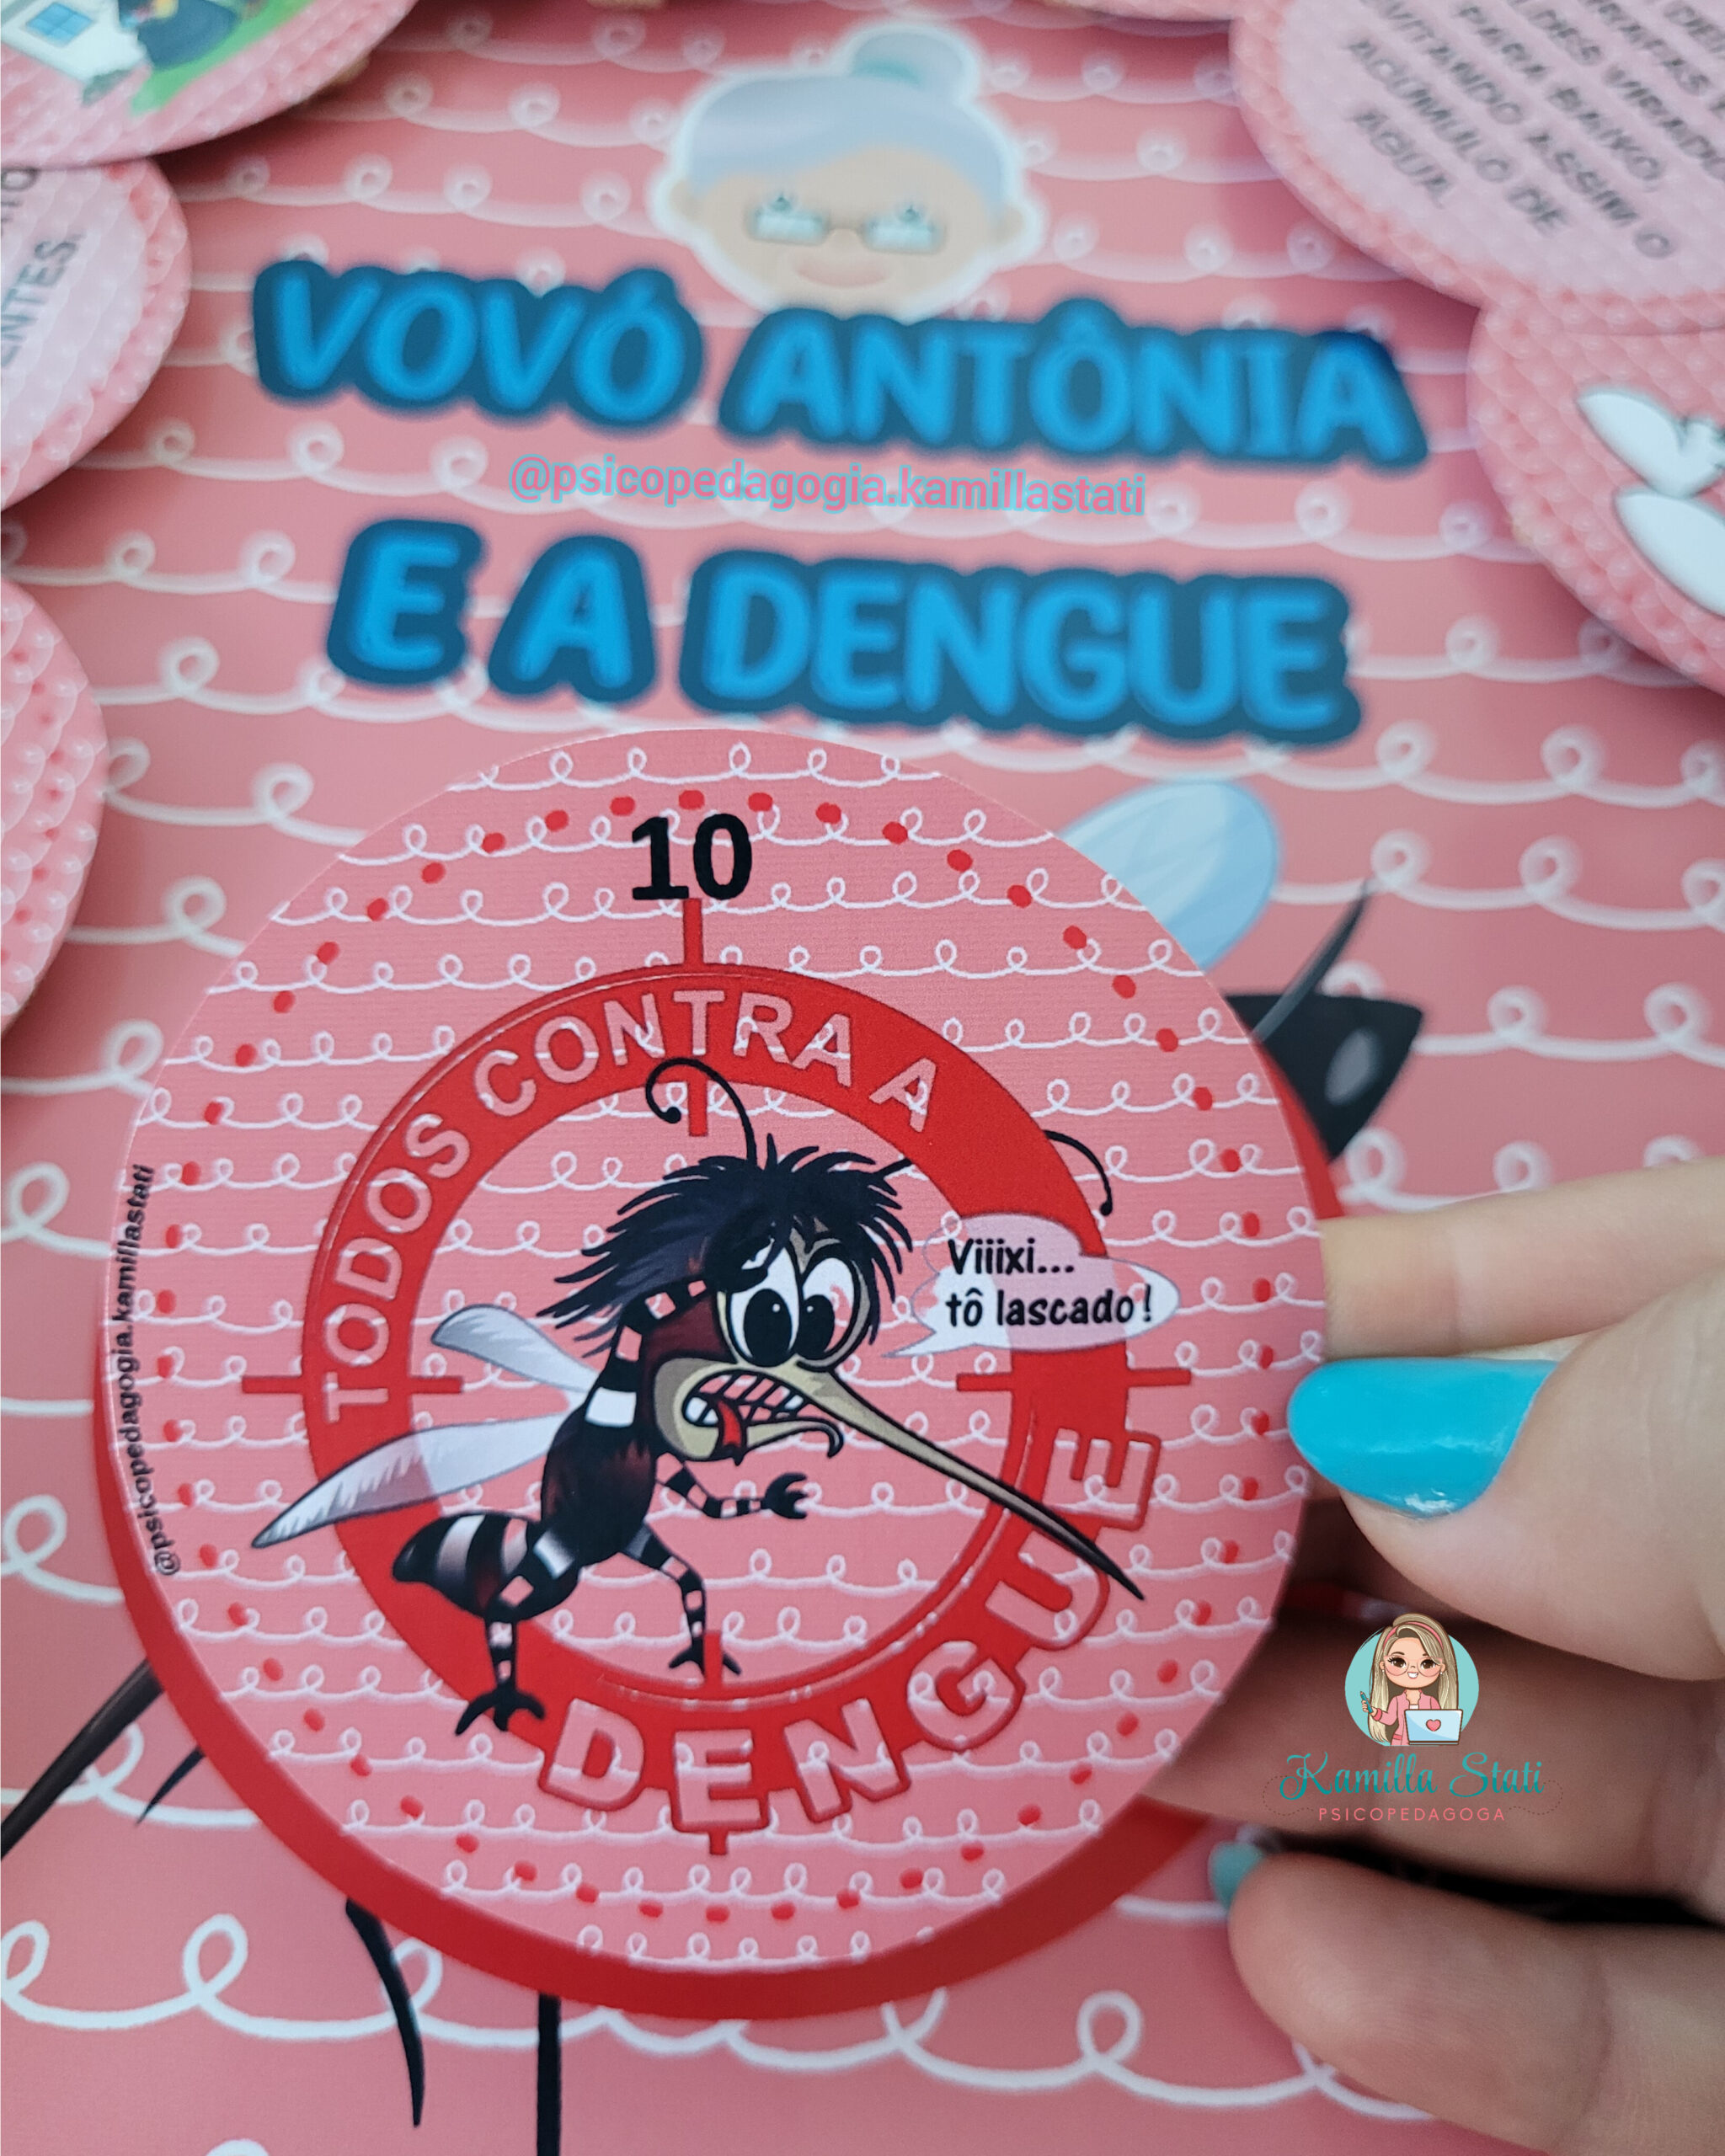 ENTES.
PARA BAIXO,
EVITANDO ASSIM O
ACÚMULO DE
ÁGUA.
VOVÓ ANTÔNIA
@psicopedagogia.kamillastati
E A DENGUE
10
TODOS CONTRA A
DENGUE
Viiixi...
tô lascado!
@psicopedagogia.kamillastati
Kamilla Stati
PSICOPEDAGOGA